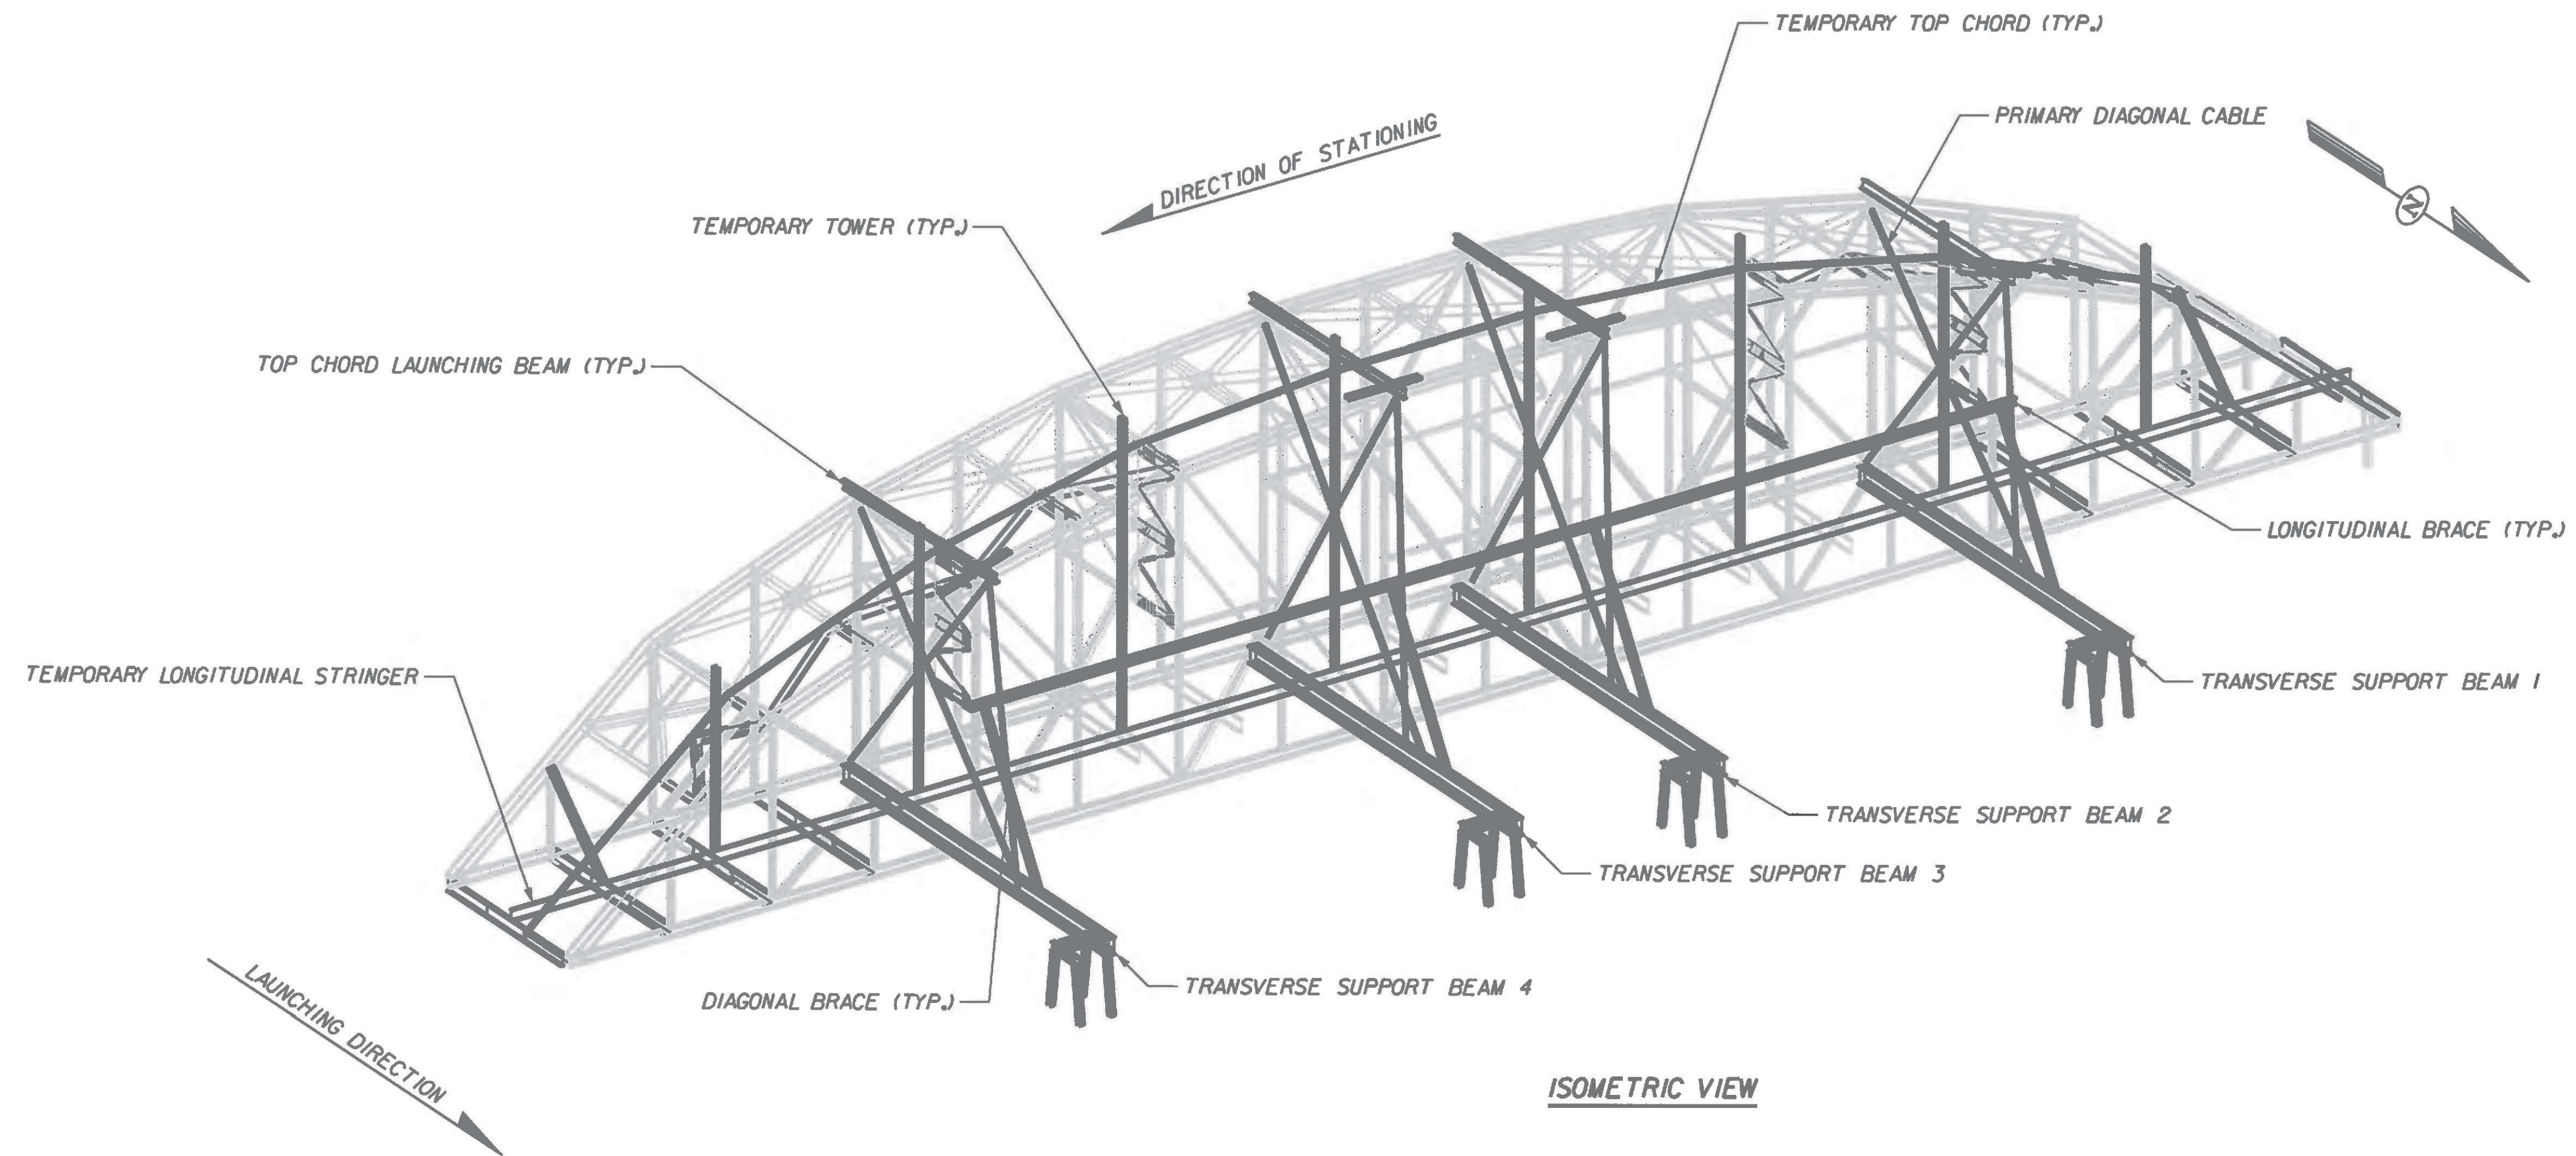 TEMPORARY TOP CHORD (TYP.)
PRIMARY DIAGONAL CABLE
DIRECTION OF STATIONING
N
TEMPORARY TOWER (TYP.)
TOP CHORD LAUNCHING BEAM (TYP.)
LONGITUDINAL BRACE (TYP.)
TEMPORARY LONGITUDINAL STRINGER
TRANSVERSE SUPPORT BEAM 1
TRANSVERSE SUPPORT BEAM 2
TRANSVERSE SUPPORT BEAM 3
TRANSVERSE SUPPORT BEAM 4
DIAGONAL BRACE (TYP.)
LAUNCHING DIRECTION
ISOMETRIC VIEW